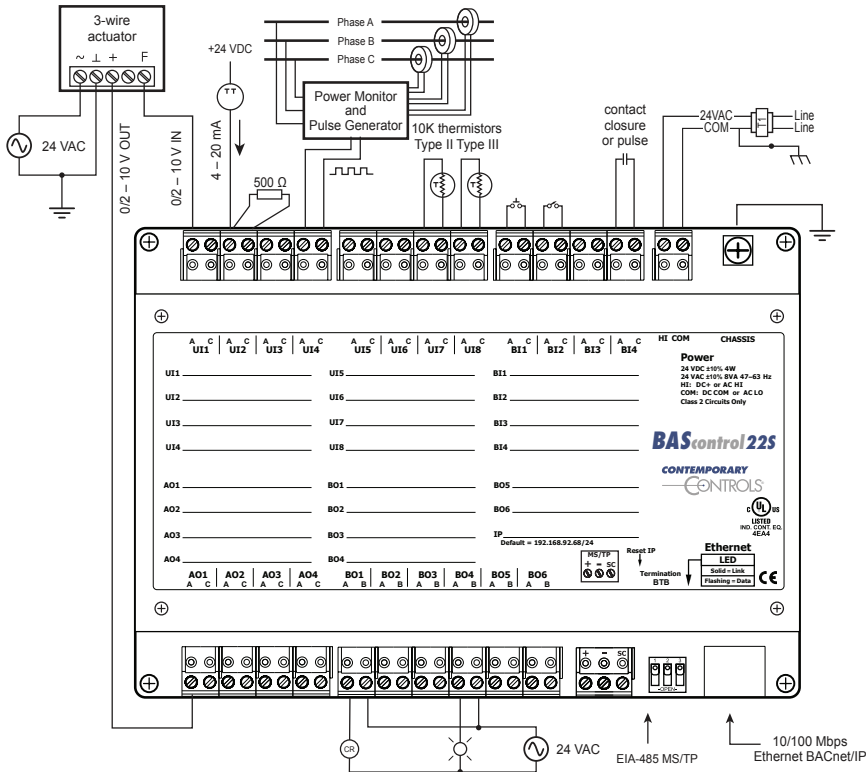 3-wire
actuator
~ ⊥ + F
24 VAC
0/2 – 10 V OUT
0/2 – 10 V IN
+24 VDC
TT
4 – 20 mA
500 Ω
Phase A
Phase B
Phase C
Power Monitor
and
Pulse Generator
10K thermistors
Type II Type III
T T
contact
closure
or pulse
24VAC
COM
T1
Line
Line
A C A C A C A C A C A C A C A C A C A C A C A C
UI1 UI2 UI3 UI4 UI5 UI6 UI7 UI8 BI1 BI2 BI3 BI4
HI COM CHASSIS
Power
24 VDC ±10% 4W
24 VAC ±10% 8VA 47–63 Hz
HI: DC+ or AC HI
COM: DC COM or AC LO
Class 2 Circuits Only
UI1 UI5 BI1
UI2 UI6 BI2
UI3 UI7 BI3
UI4 UI8 BI4
BAScontrol22S
CONTEMPORARY
CONTROLS
AO1 BO1 BO5
AO2 BO2 BO6
AO3 BO3 IP
Default = 192.168.92.68/24
AO4 BO4
C UL US
LISTED
IND. CONT. EQ.
4EA4
MS/TP
+ – SC
Reset IP
Termination
BTB
Ethernet
LED
Solid = Link
Flashing = Data
CE
AO1 AO2 AO3 AO4 BO1 BO2 BO3 BO4 BO5 BO6
A C A C A C A C A B A B A B A B A B A B
+ – SC
1 2 3
-OPEN-
CR
24 VAC
EIA-485 MS/TP
10/100 Mbps
Ethernet BACnet/IP